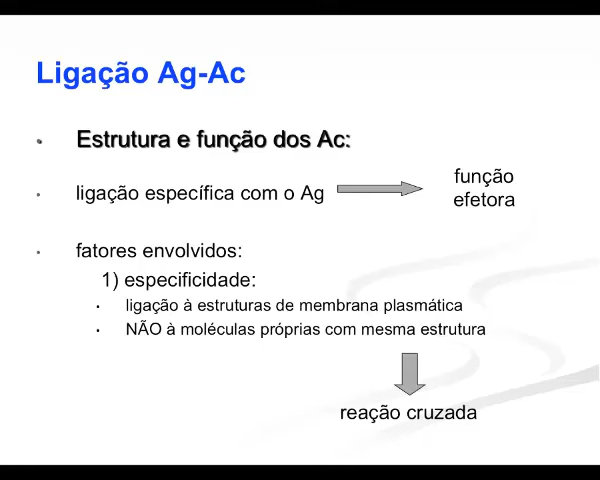 Ligação Ag-Ac
• Estrutura e função dos Ac:
• ligação específica com o Ag
função
efetora
• fatores envolvidos:
1) especificidade:
• ligação à estruturas de membrana plasmática
• NÃO à moléculas próprias com mesma estrutura
reação cruzada